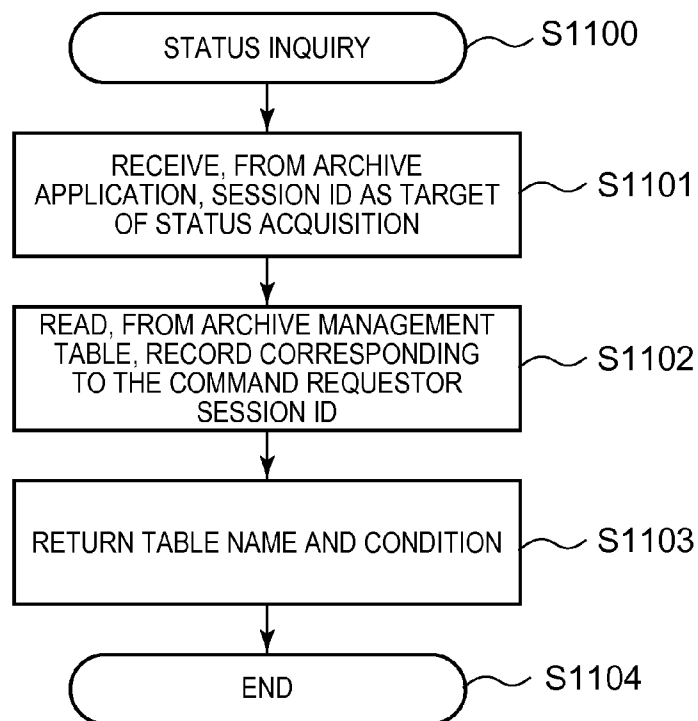 STATUS INQUIRY
S1100
RECEIVE, FROM ARCHIVE
APPLICATION, SESSION ID AS TARGET
OF STATUS ACQUISITION
S1101
READ, FROM ARCHIVE MANAGEMENT
TABLE, RECORD CORRESPONDING
TO THE COMMAND REQUESTOR
SESSION ID
S1102
RETURN TABLE NAME AND CONDITION
S1103
END
S1104